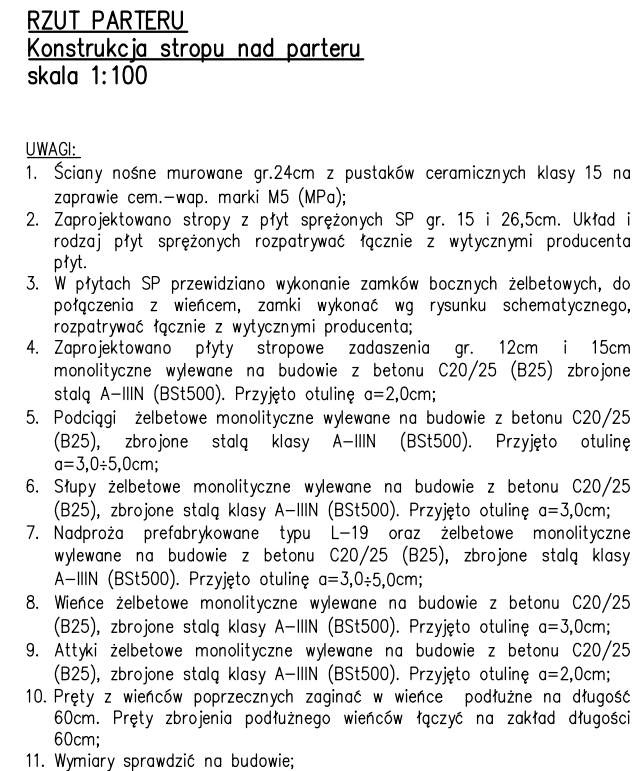 RZUT PARTERU
Konstrukcja stropu nad parteru
skala 1:100
UWAGI:
1. Ściany nośne murowane gr.24cm z pustaków ceramicznych klasy 15 na
zaprawie cem.–wap. marki M5 (MPa);
2. Zaprojektowano stropy z płyt sprężonych SP gr. 15 i 26,5cm. Układ i
rodzaj płyt sprężonych rozpatrywać łącznie z wytycznymi producenta
płyt.
3. W płytach SP przewidziano wykonanie zamków bocznych żelbetowych, do
połączenia z wieńcem, zamki wykonać wg rysunku schematycznego,
rozpatrywać łącznie z wytycznymi producenta;
4. Zaprojektowano płyty stropowe zadaszenia gr. 12cm i 15cm
monolityczne wylewane na budowie z betonu C20/25 (B25) zbrojone
stalą A–IIIN (BSt500). Przyjęto otulinę a=2,0cm;
5. Podciągi żelbetowe monolityczne wylewane na budowie z betonu C20/25
(B25), zbrojone stalą klasy A–IIIN (BSt500). Przyjęto otulinę
a=3,0÷5,0cm;
6. Słupy żelbetowe monolityczne wylewane na budowie z betonu C20/25
(B25), zbrojone stalą klasy A–IIIN (BSt500). Przyjęto otulinę a=3,0cm;
7. Nadproża prefabrykowane typu L–19 oraz żelbetowe monolityczne
wylewane na budowie z betonu C20/25 (B25), zbrojone stalą klasy
A–IIIN (BSt500). Przyjęto otulinę a=3,0÷5,0cm;
8. Wieńce żelbetowe monolityczne wylewane na budowie z betonu C20/25
(B25), zbrojone stalą klasy A–IIIN (BSt500). Przyjęto otulinę a=3,0cm;
9. Attyki żelbetowe monolityczne wylewane na budowie z betonu C20/25
(B25), zbrojone stalą klasy A–IIIN (BSt500). Przyjęto otulinę a=2,0cm;
10. Pręty z wieńców poprzecznych zaginać w wieńce podłużne na długość
60cm. Pręty zbrojenia podłużnego wieńców łączyć na zakład długości
60cm;
11. Wymiary sprawdzić na budowie;